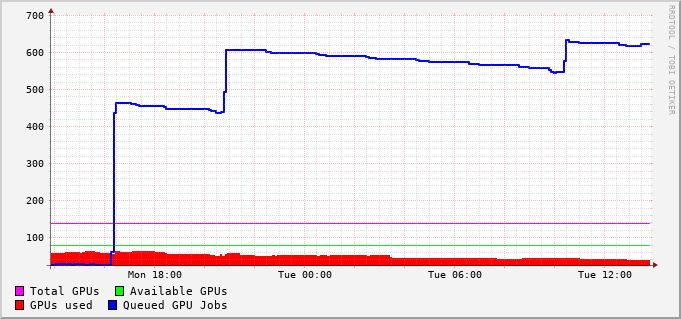 700
600
500
400
300
200
100
Mon 18:00 Tue 00:00 Tue 06:00 Tue 12:00
Total GPUs Available GPUs
GPUs used Queued GPU Jobs
RRDTOOL / TOBI OETIKER